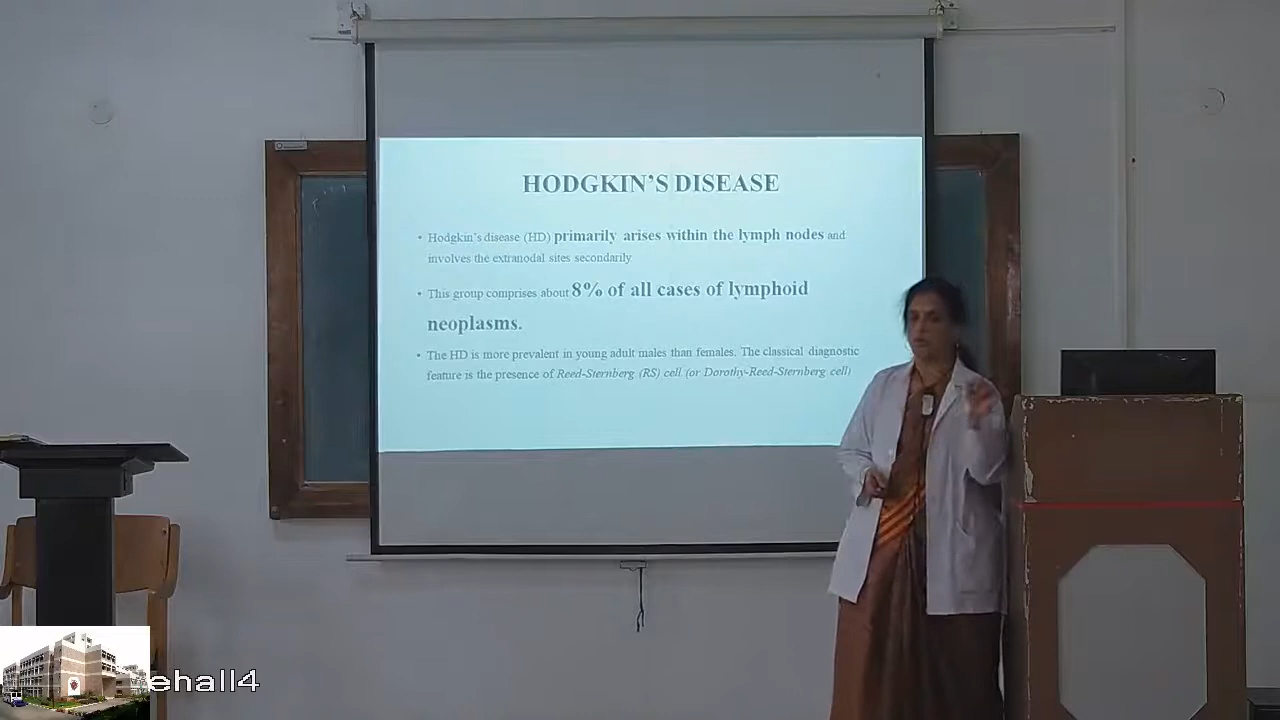 HODGKIN'S DISEASE
• Hodgkin's disease (HD) primarily arises within the lymph nodes and
involves the extranodal sites secondarily
• This group comprises about 8% of all cases of lymphoid
neoplasms.
• The HD is more prevalent in young adult males than females. The classical diagnostic
feature is the presence of Reed-Sternberg (RS) cell (or Dorothy-Reed-Sternberg cell)
ehall4